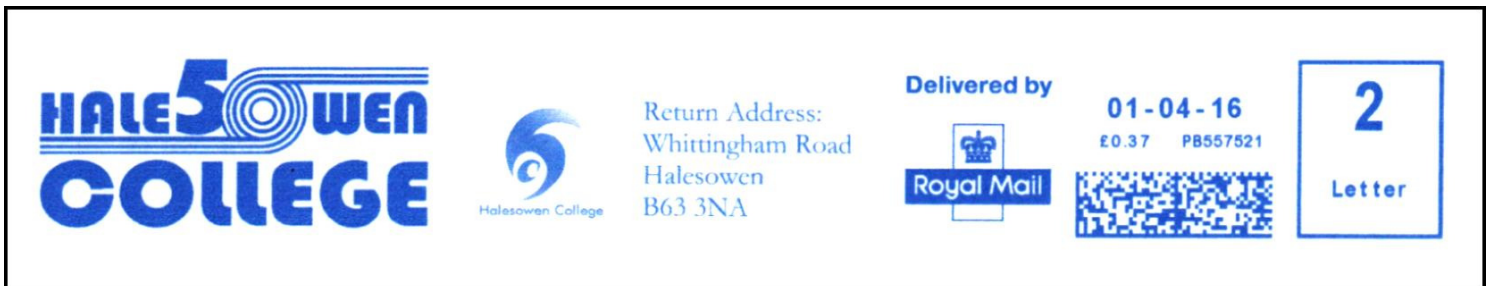 HALE50WEN
COLLEGE
Halesowen College
Return Address:
Whittingham Road
Halesowen
B63 3NA
Delivered by
Royal Mail
01-04-16
£0.37 PB557521
2
Letter